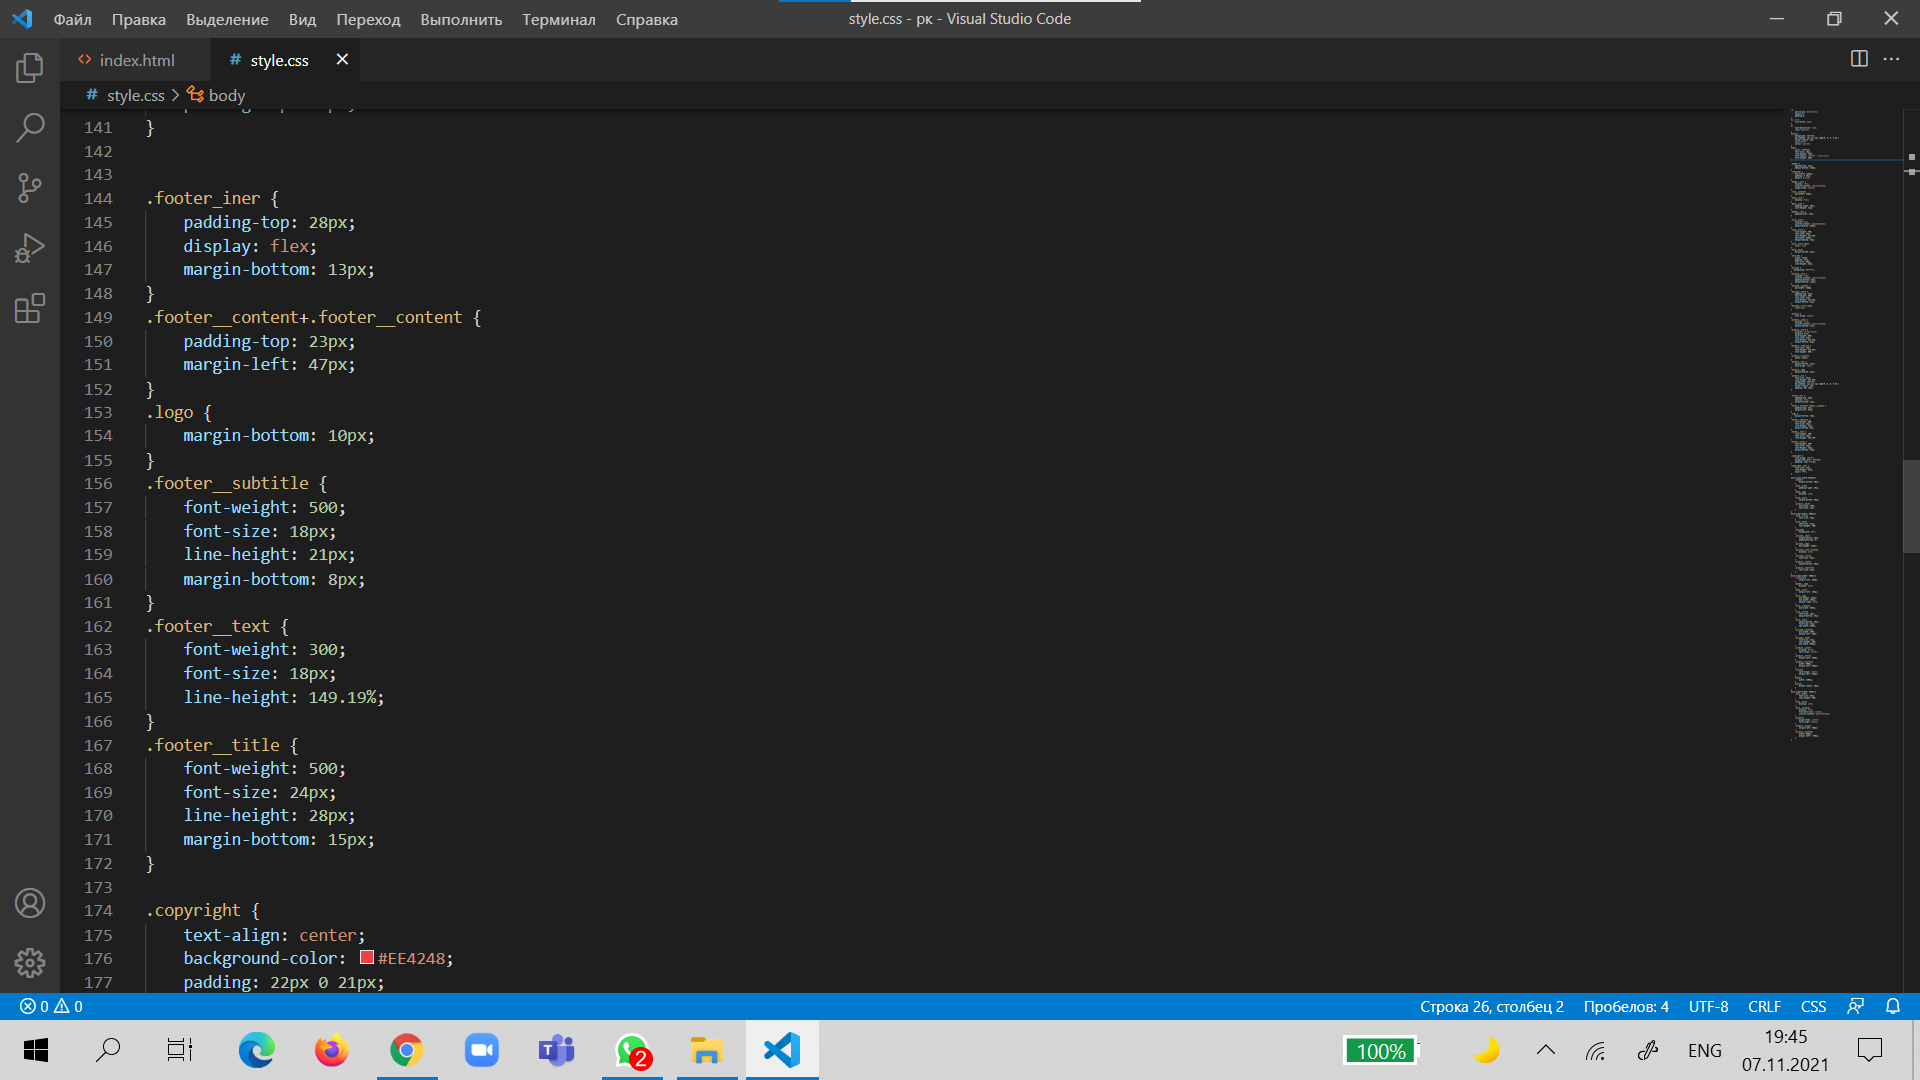 Файл Правка Выделение Вид Переход Выполнить Терминал Справка
style.css - рк - Visual Studio Code
index.html
# style.css
# style.css > body
141 }
142
143
144 .footer_iner {
145 padding-top: 28px;
146 display: flex;
147 margin-bottom: 13px;
148 }
149 .footer__content+.footer__content {
150 padding-top: 23px;
151 margin-left: 47px;
152 }
153 .logo {
154 margin-bottom: 10px;
155 }
156 .footer__subtitle {
157 font-weight: 500;
158 font-size: 18px;
159 line-height: 21px;
160 margin-bottom: 8px;
161 }
162 .footer__text {
163 font-weight: 300;
164 font-size: 18px;
165 line-height: 149.19%;
166 }
167 .footer__title {
168 font-weight: 500;
169 font-size: 24px;
170 line-height: 28px;
171 margin-bottom: 15px;
172 }
173
174 .copyright {
175 text-align: center;
176 background-color: #EE4248;
177 padding: 22px 0 21px;
0 0 Строка 26, столбец 2 Пробелов: 4 UTF-8 CRLF CSS
2
100%
ENG
19:45
07.11.2021